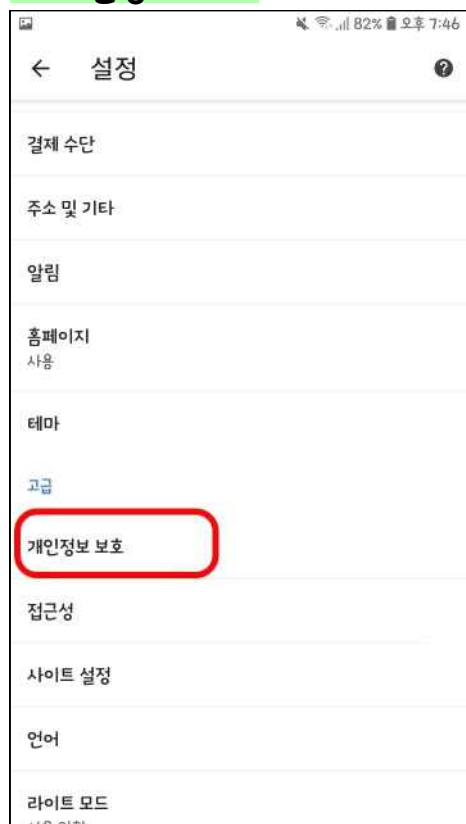 82% 오후 7:46
← 설정
결제 수단
주소 및 기타
알림
홈페이지
사용
테마
고급
개인정보 보호
접근성
사이트 설정
언어
라이트 모드